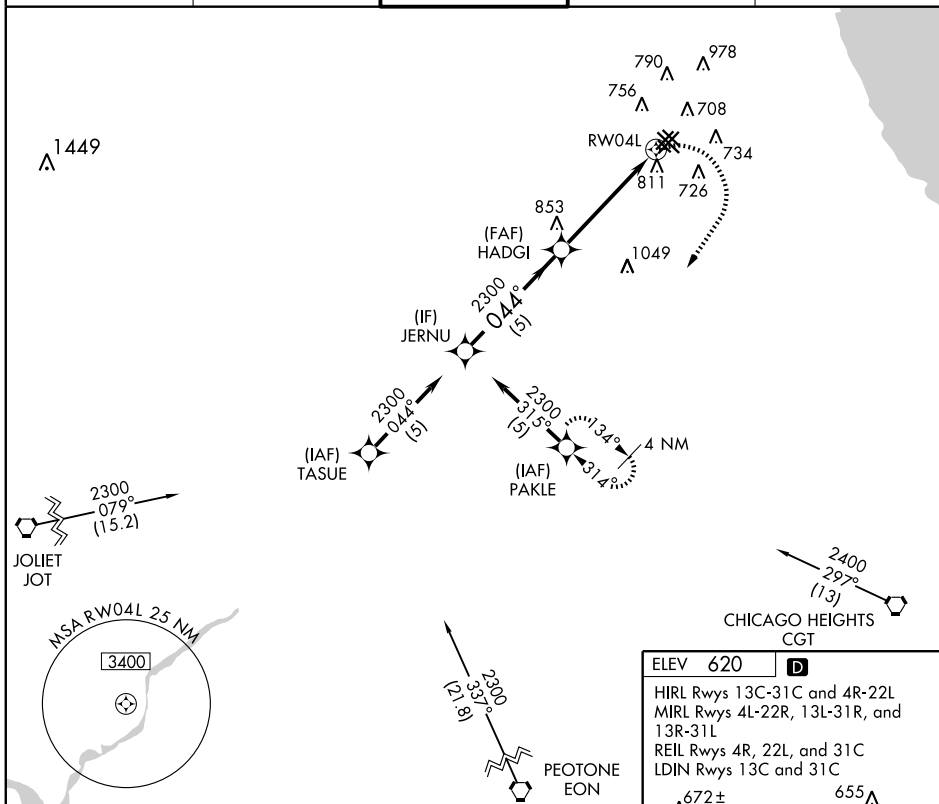 978
790
756
708
RW04L
734
1449
811
726
853
(FAF)
HADGI
1049
2300
044°
(5)
(IF)
JERNU
2300
044°
(5)
2300
315°
(5)
134°
4 NM
314°
(IAF)
TASUE
(IAF)
PAKLE
2300
079°
(15.2)
JOLIET
JOT
2400
297°
(13)
CHICAGO HEIGHTS
CGT
MSA RW04L 25 NM
3400
2300
337°
(21.8)
PEOTONE
EON
ELEV 620 D
HIRL Rwys 13C-31C and 4R-22L
MIRL Rwys 4L-22R, 13L-31R, and
13R-31L
REIL Rwys 4R, 22L, and 31C
LDIN Rwys 13C and 31C
672± 655